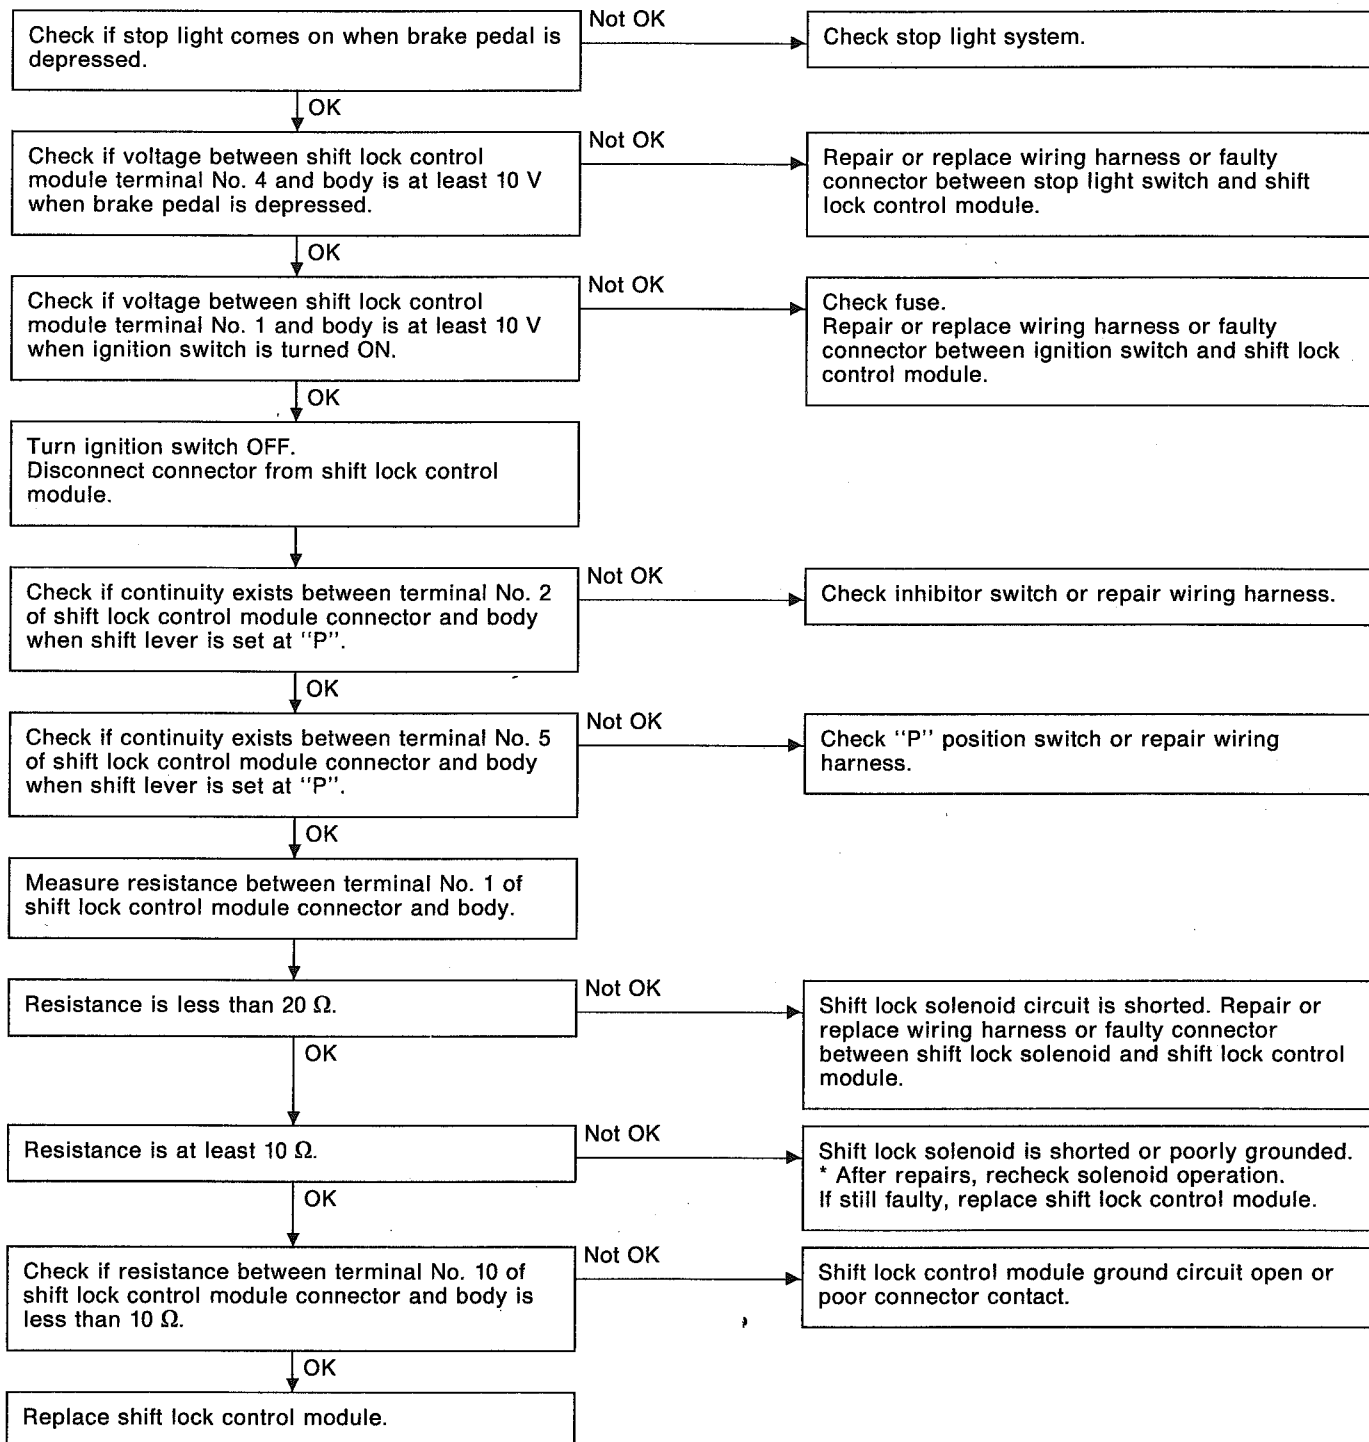 Check if stop light comes on when brake pedal is
depressed.
Not OK
Check stop light system.
OK
Check if voltage between shift lock control
module terminal No. 4 and body is at least 10 V
when brake pedal is depressed.
Not OK
Repair or replace wiring harness or faulty
connector between stop light switch and shift
lock control module.
OK
Check if voltage between shift lock control
module terminal No. 1 and body is at least 10 V
when ignition switch is turned ON.
Not OK
Check fuse.
Repair or replace wiring harness or faulty
connector between ignition switch and shift lock
control module.
OK
Turn ignition switch OFF.
Disconnect connector from shift lock control
module.
Check if continuity exists between terminal No. 2
of shift lock control module connector and body
when shift lever is set at "P".
Not OK
Check inhibitor switch or repair wiring harness.
OK
Check if continuity exists between terminal No. 5
of shift lock control module connector and body
when shift lever is set at "P".
Not OK
Check "P" position switch or repair wiring
harness.
OK
Measure resistance between terminal No. 1 of
shift lock control module connector and body.
Resistance is less than 20 Ω.
Not OK
Shift lock solenoid circuit is shorted. Repair or
replace wiring harness or faulty connector
between shift lock solenoid and shift lock control
module.
OK
Resistance is at least 10 Ω.
Not OK
Shift lock solenoid is shorted or poorly grounded.
* After repairs, recheck solenoid operation.
If still faulty, replace shift lock control module.
OK
Check if resistance between terminal No. 10 of
shift lock control module connector and body is
less than 10 Ω.
Not OK
Shift lock control module ground circuit open or
poor connector contact.
OK
Replace shift lock control module.